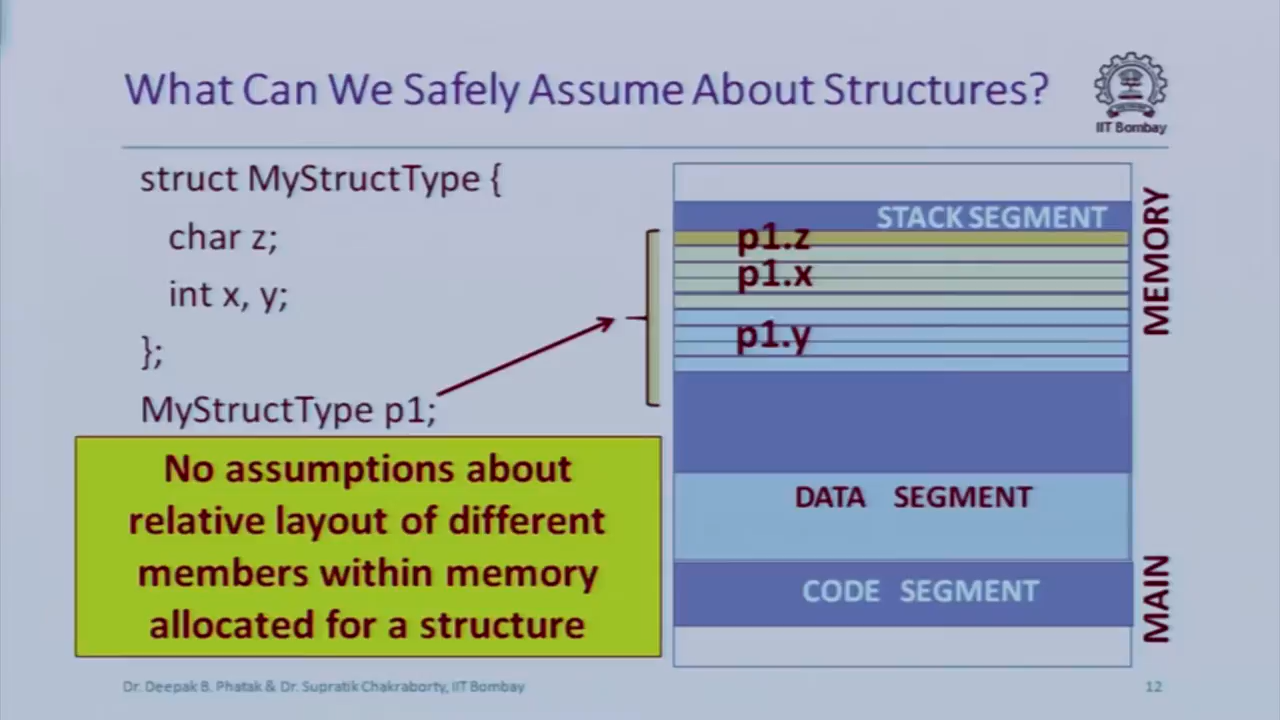 What Can We Safely Assume About Structures?
IIT Bombay
struct MyStructType {
char z;
int x, y;
};
MyStructType p1;
No assumptions about
relative layout of different
members within memory
allocated for a structure
STACK SEGMENT
p1.z
p1.x
p1.y
DATA SEGMENT
CODE SEGMENT
MAIN MEMORY
Dr. Deepak B. Phatak & Dr. Supratik Chakraborty, IIT Bombay
12